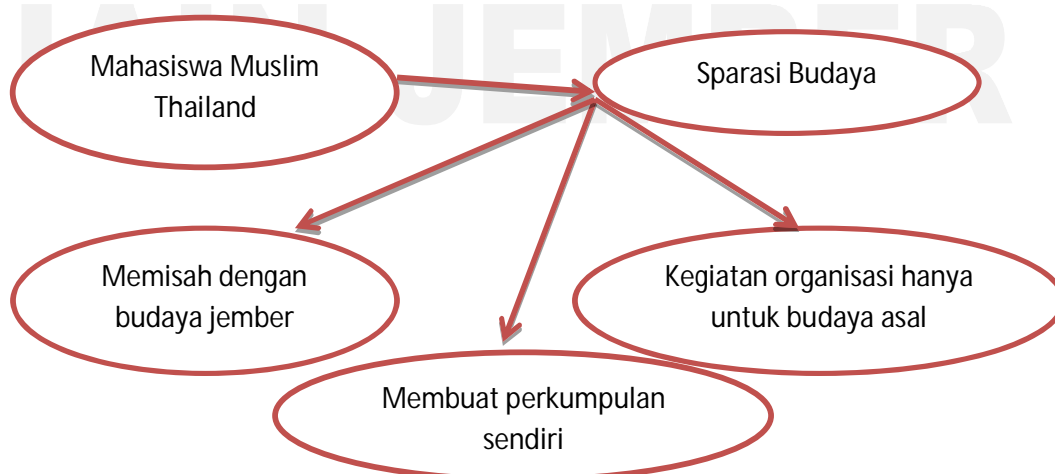 IAIN JEMBER
Mahasiswa Muslim
Thailand
Sparasi Budaya
Memisah dengan
budaya jember
Kegiatan organisasi hanya
untuk budaya asal
Membuat perkumpulan
sendiri